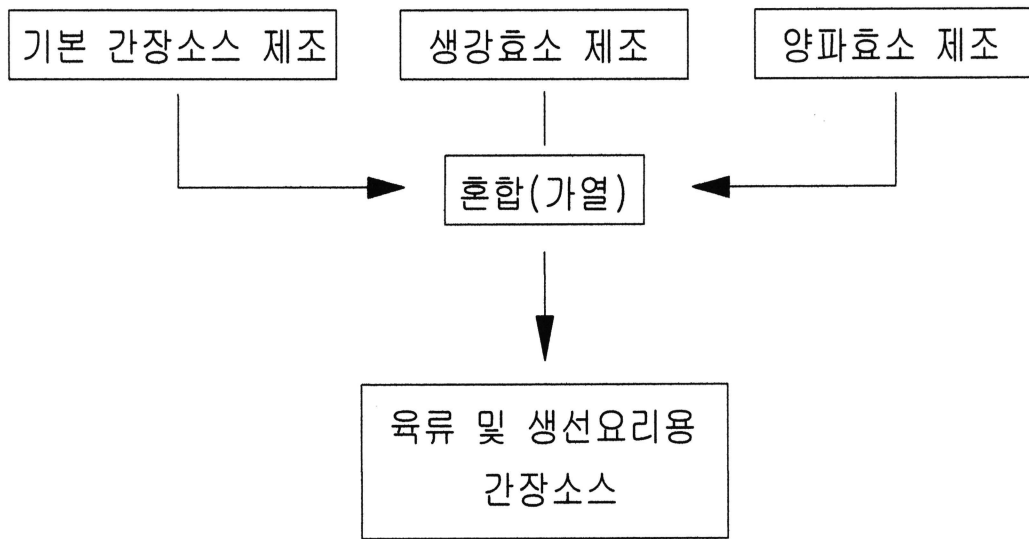 기본 간장소스 제조
생강효소 제조
양파효소 제조
혼합(가열)
육류 및 생선요리용
간장소스